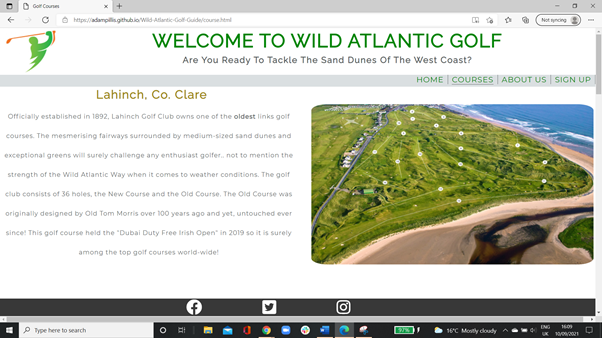 Golf Courses
https://adampillis.github.io/Wild-Atlantic-Golf-Guide/course.html
Not syncing
WELCOME TO WILD ATLANTIC GOLF
Are You Ready To Tackle The Sand Dunes Of The West Coast?
HOME COURSES ABOUT US SIGN UP
Lahinch, Co. Clare
Officially established in 1892, Lahinch Golf Club owns one of the oldest links golf
courses. The mesmerising fairways surrounded by medium-sized sand dunes and
exceptional greens will surely challenge any enthusiast golfer.. not to mention the
strength of the Wild Atlantic Way when it comes to weather conditions. The golf
club consists of 36 holes, the New Course and the Old Course. The Old Course was
originally designed by Old Tom Morris over 100 years ago and yet, untouched ever
since! This golf course held the "Dubai Duty Free Irish Open" in 2019 so it is surely
among the top golf courses world-wide!
Type here to search
97%
16°C Mostly cloudy
ENG
UK
16:09
10/09/2021